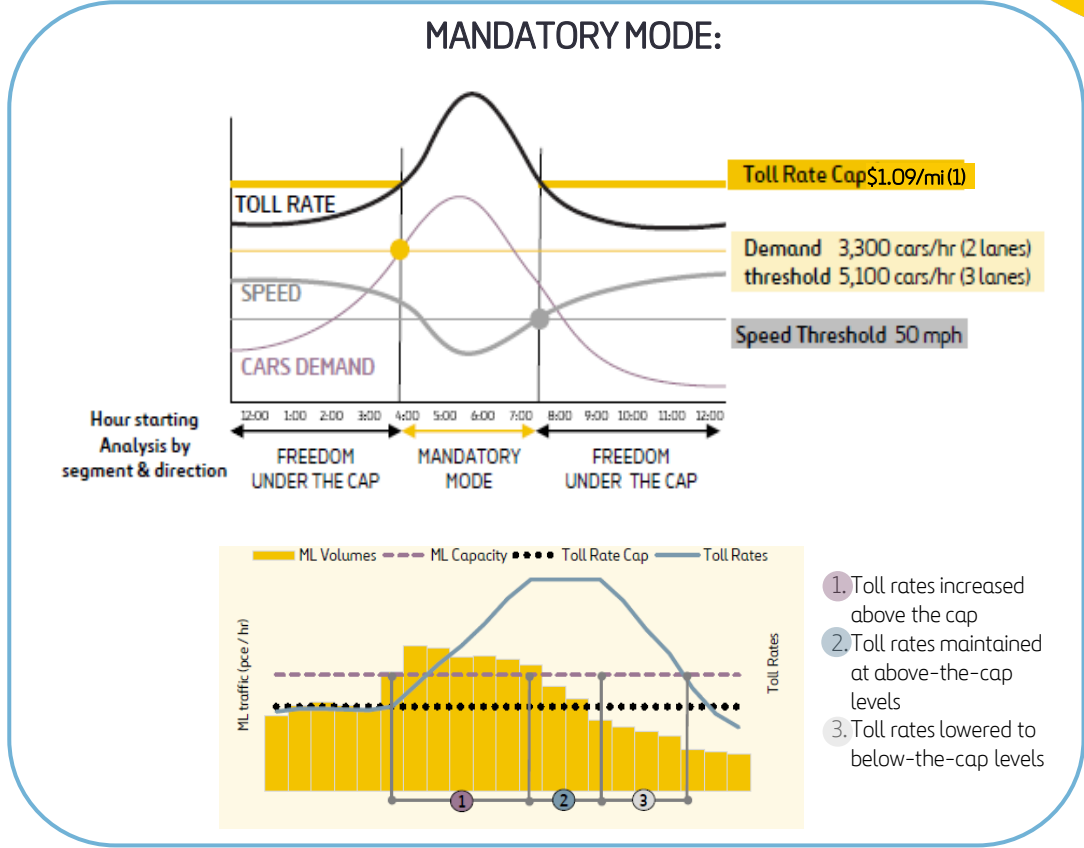 MANDATORY MODE:
TOLL RATE
Toll Rate Cap $1.09/mi (1)
Demand 3,300 cars/hr (2 lanes)
threshold 5,100 cars/hr (3 lanes)
SPEED
Speed Threshold 50 mph
CARS DEMAND
Hour starting
Analysis by
segment & direction
12:00 1:00 2:00 3:00 4:00 5:00 6:00 7:00 8:00 9:00 10:00 11:00 12:00
FREEDOM
UNDER THE CAP
MANDATORY
MODE
FREEDOM
UNDER THE CAP
ML Volumes ML Capacity Toll Rate Cap Toll Rates
ML traffic (pce / hr)
Toll Rates
1 2 3
1. Toll rates increased
above the cap
2. Toll rates maintained
at above-the-cap
levels
3. Toll rates lowered to
below-the-cap levels